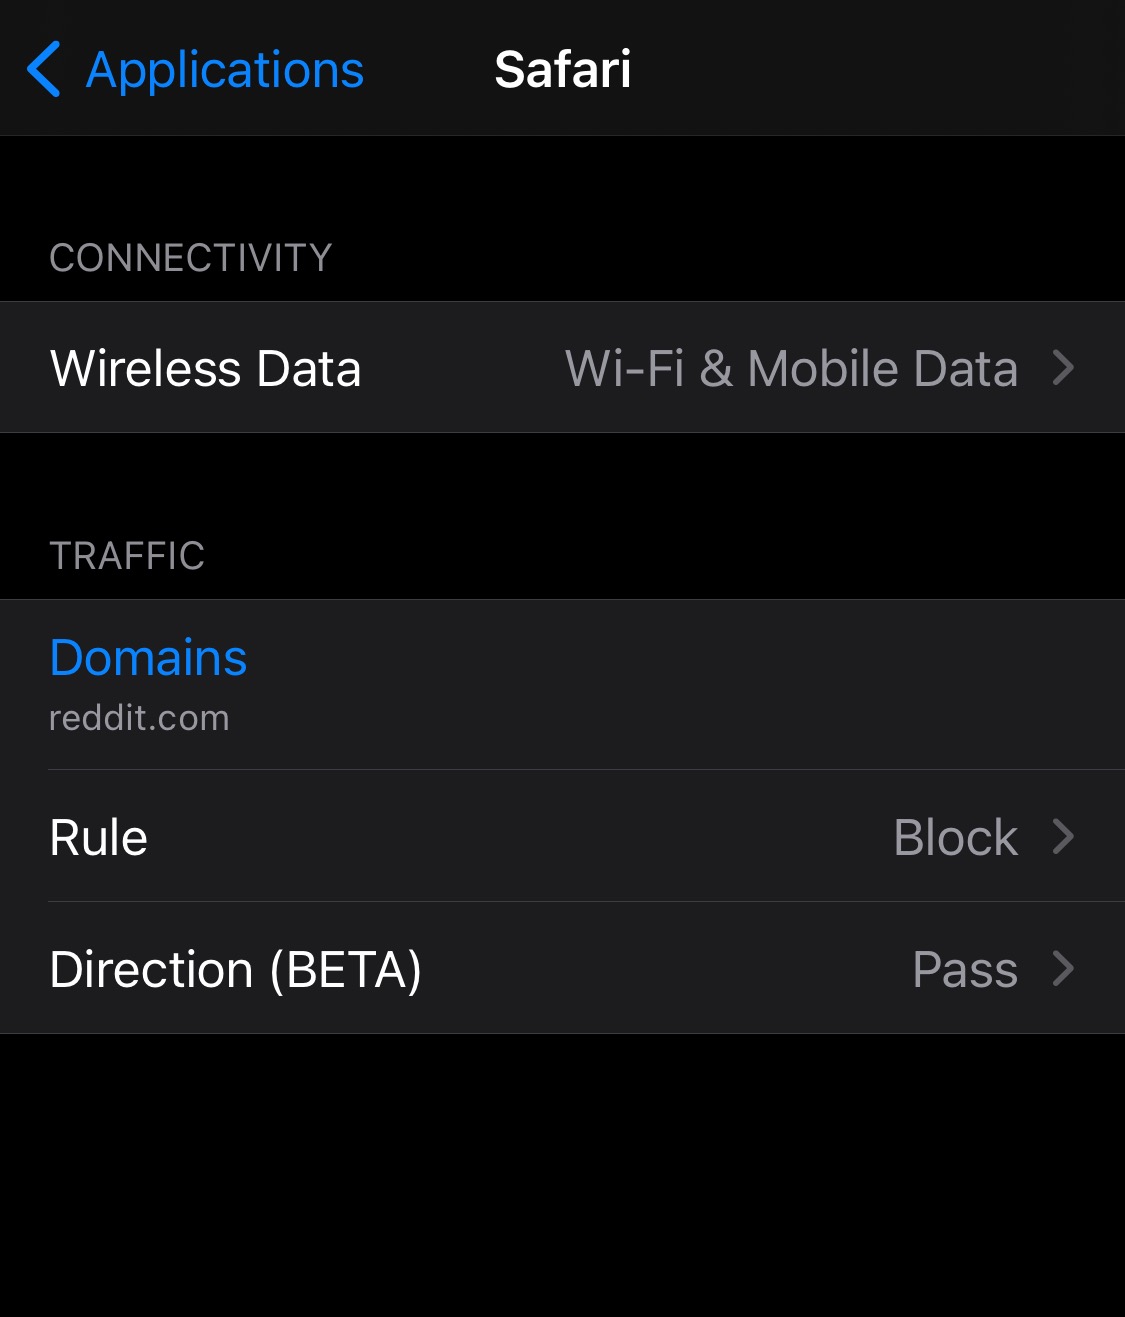 Applications
Safari
CONNECTIVITY
Wireless Data Wi-Fi & Mobile Data
TRAFFIC
Domains
reddit.com
Rule Block
Direction (BETA) Pass